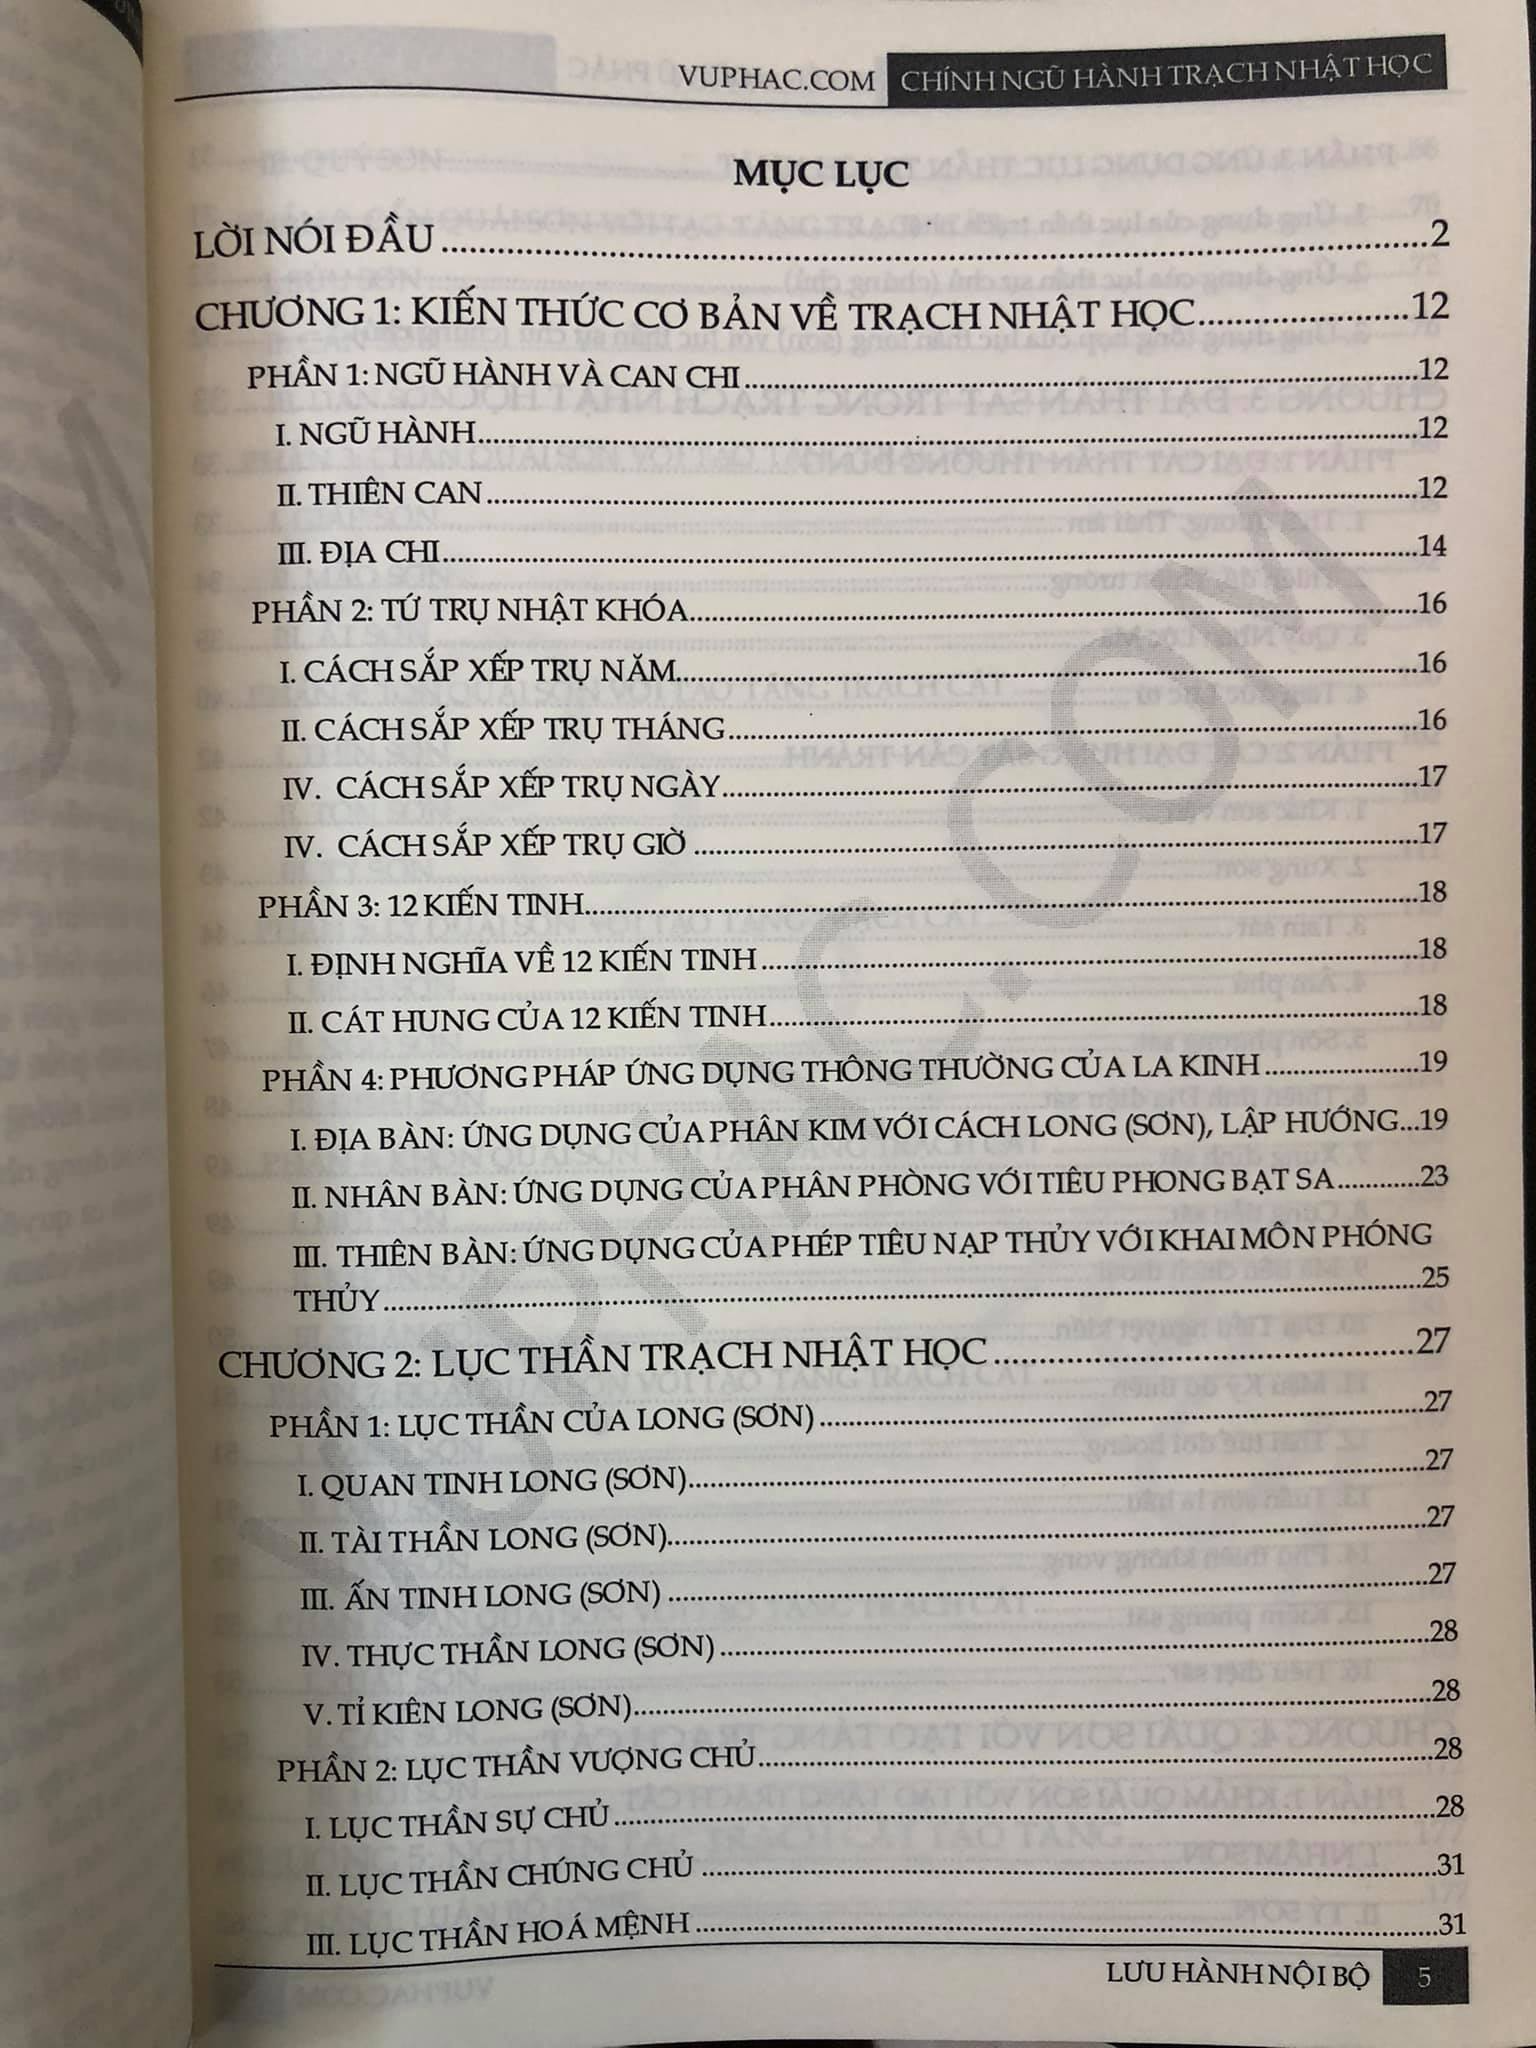 VUPHAC.COM CHÍNH NGŨ HÀNH TRẠCH NHẬT HỌC
MỤC LỤC
LỜI NÓI ĐẦU.....2
CHƯƠNG 1: KIẾN THỨC CƠ BẢN VỀ TRẠCH NHẬT HỌC.....12
PHẦN 1: NGŨ HÀNH VÀ CAN CHI.....12
I. NGŨ HÀNH.....12
II. THIÊN CAN.....12
III. ĐỊA CHI.....14
PHẦN 2: TỨ TRỤ NHẬT KHÓA.....16
I. CÁCH SẮP XẾP TRỤ NĂM.....16
II. CÁCH SẮP XẾP TRỤ THÁNG.....16
IV. CÁCH SẮP XẾP TRỤ NGÀY.....17
IV. CÁCH SẮP XẾP TRỤ GIỜ.....17
PHẦN 3: 12 KIẾN TINH.....18
I. ĐỊNH NGHĨA VỀ 12 KIẾN TINH.....18
II. CÁT HUNG CỦA 12 KIẾN TINH.....18
PHẦN 4: PHƯƠNG PHÁP ỨNG DỤNG THÔNG THƯỜNG CỦA LA KINH.....19
I. ĐỊA BÀN: ỨNG DỤNG CỦA PHÂN KIM VỚI CÁCH LONG (SƠN), LẬP HƯỚNG...19
II. NHÂN BÀN: ỨNG DỤNG CỦA PHÂN PHÒNG VỚI TIÊU PHONG BẠT SA.....23
III. THIÊN BÀN: ỨNG DỤNG CỦA PHÉP TIÊU NẠP THỦY VỚI KHAI MÔN PHÓNG
THỦY.....25
CHƯƠNG 2: LỤC THẦN TRẠCH NHẬT HỌC.....27
PHẦN 1: LỤC THẦN CỦA LONG (SƠN).....27
I. QUAN TINH LONG (SƠN).....27
II. TÀI THẦN LONG (SƠN).....27
III. ẤN TINH LONG (SƠN).....27
IV. THỰC THẦN LONG (SƠN).....28
V. TỈ KIÊN LONG (SƠN).....28
PHẦN 2: LỤC THẦN VƯỢNG CHỦ.....28
I. LỤC THẦN SỰ CHỦ.....28
II. LỤC THẦN CHÚNG CHỦ.....31
III. LỤC THẦN HOÁ MỆNH.....31
LƯU HÀNH NỘI BỘ 5
VUPHAC.COM